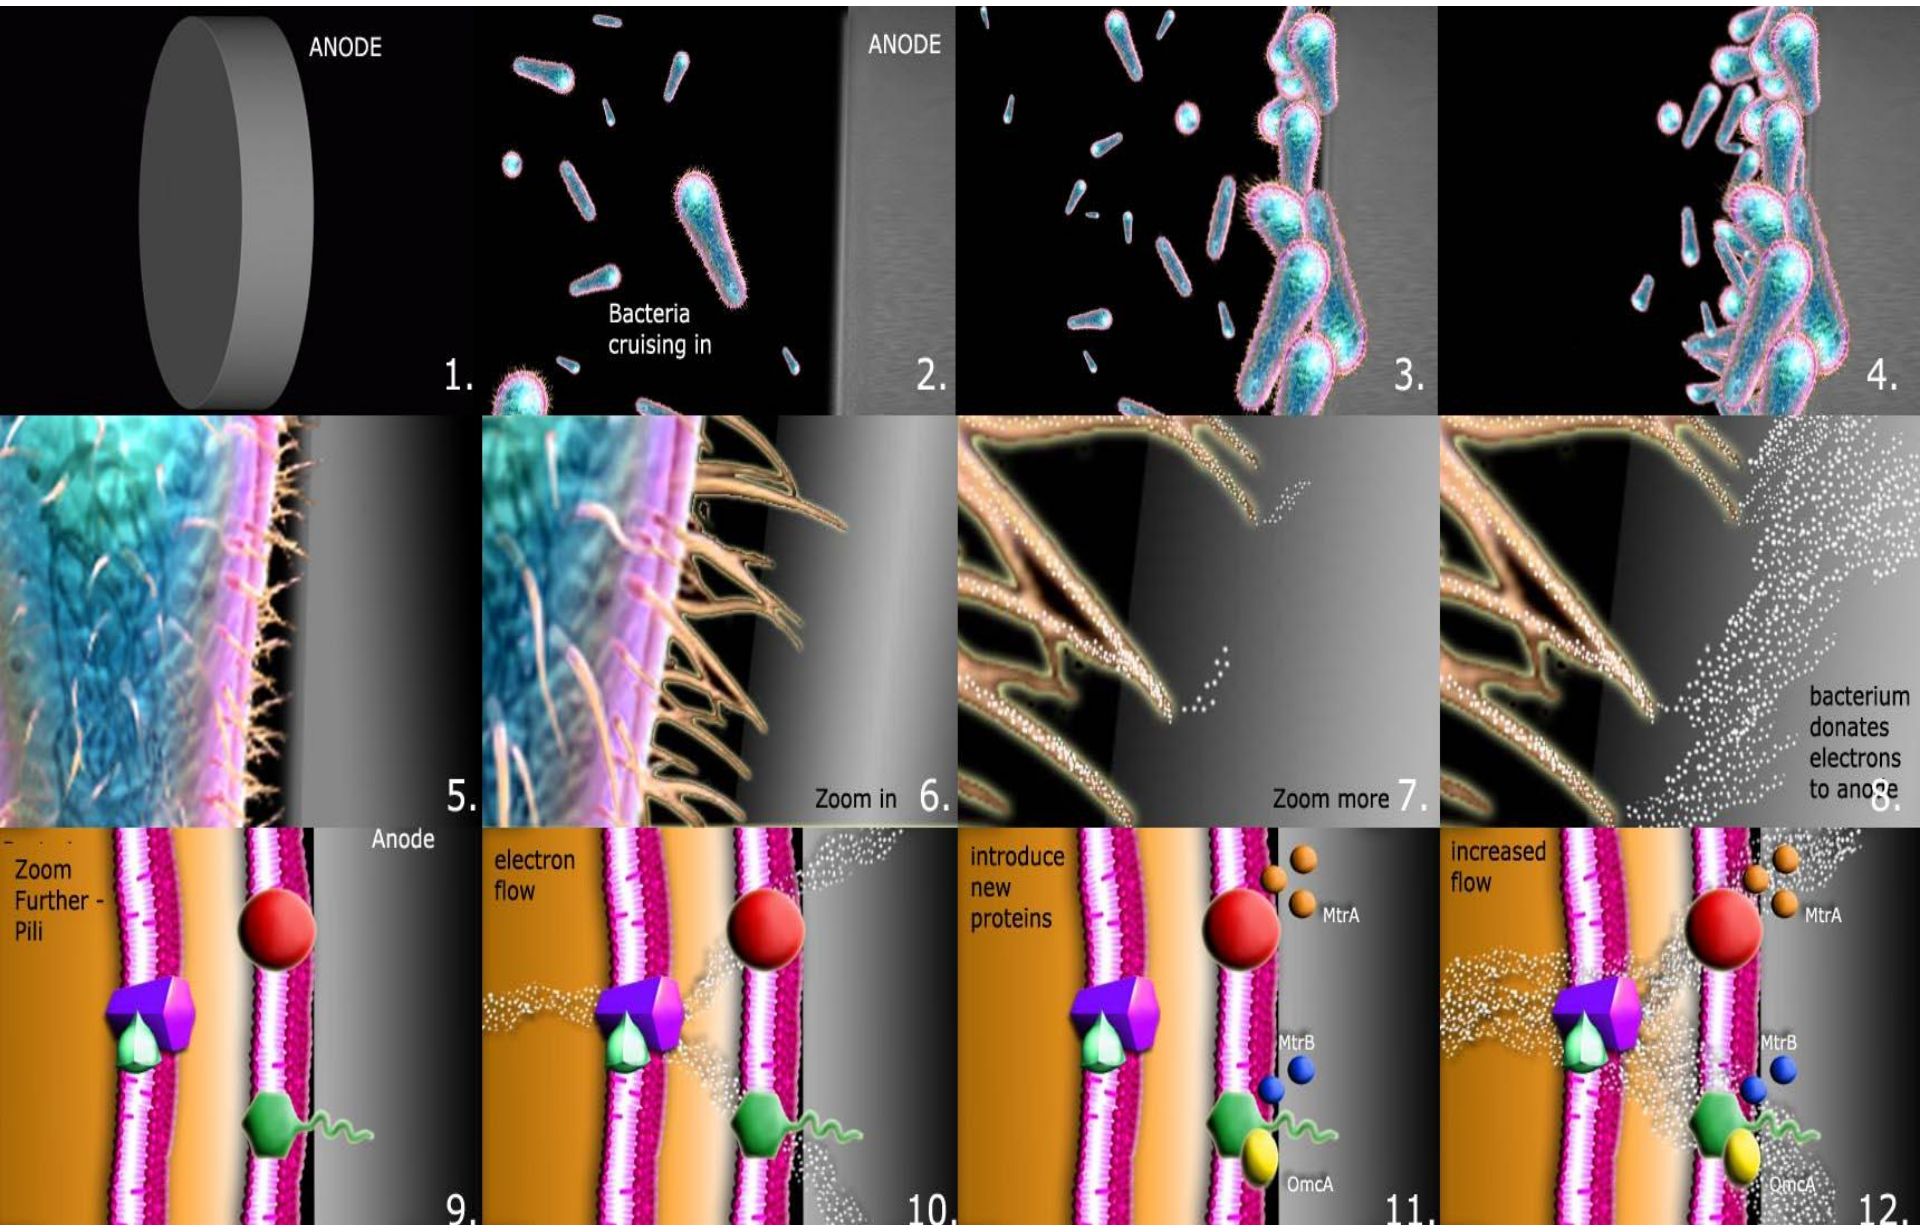 ANODE
1.
ANODE
Bacteria
cruising in
2.
3.
4.
5.
Zoom in 6.
Zoom more 7.
bacterium
donates
electrons
to anode
8.
Anode
Zoom
Further -
Pili
9.
electron
flow
10.
introduce
new
proteins
MtrA
MtrB
OmcA
11.
increased
flow
MtrA
MtrB
OmcA
12.